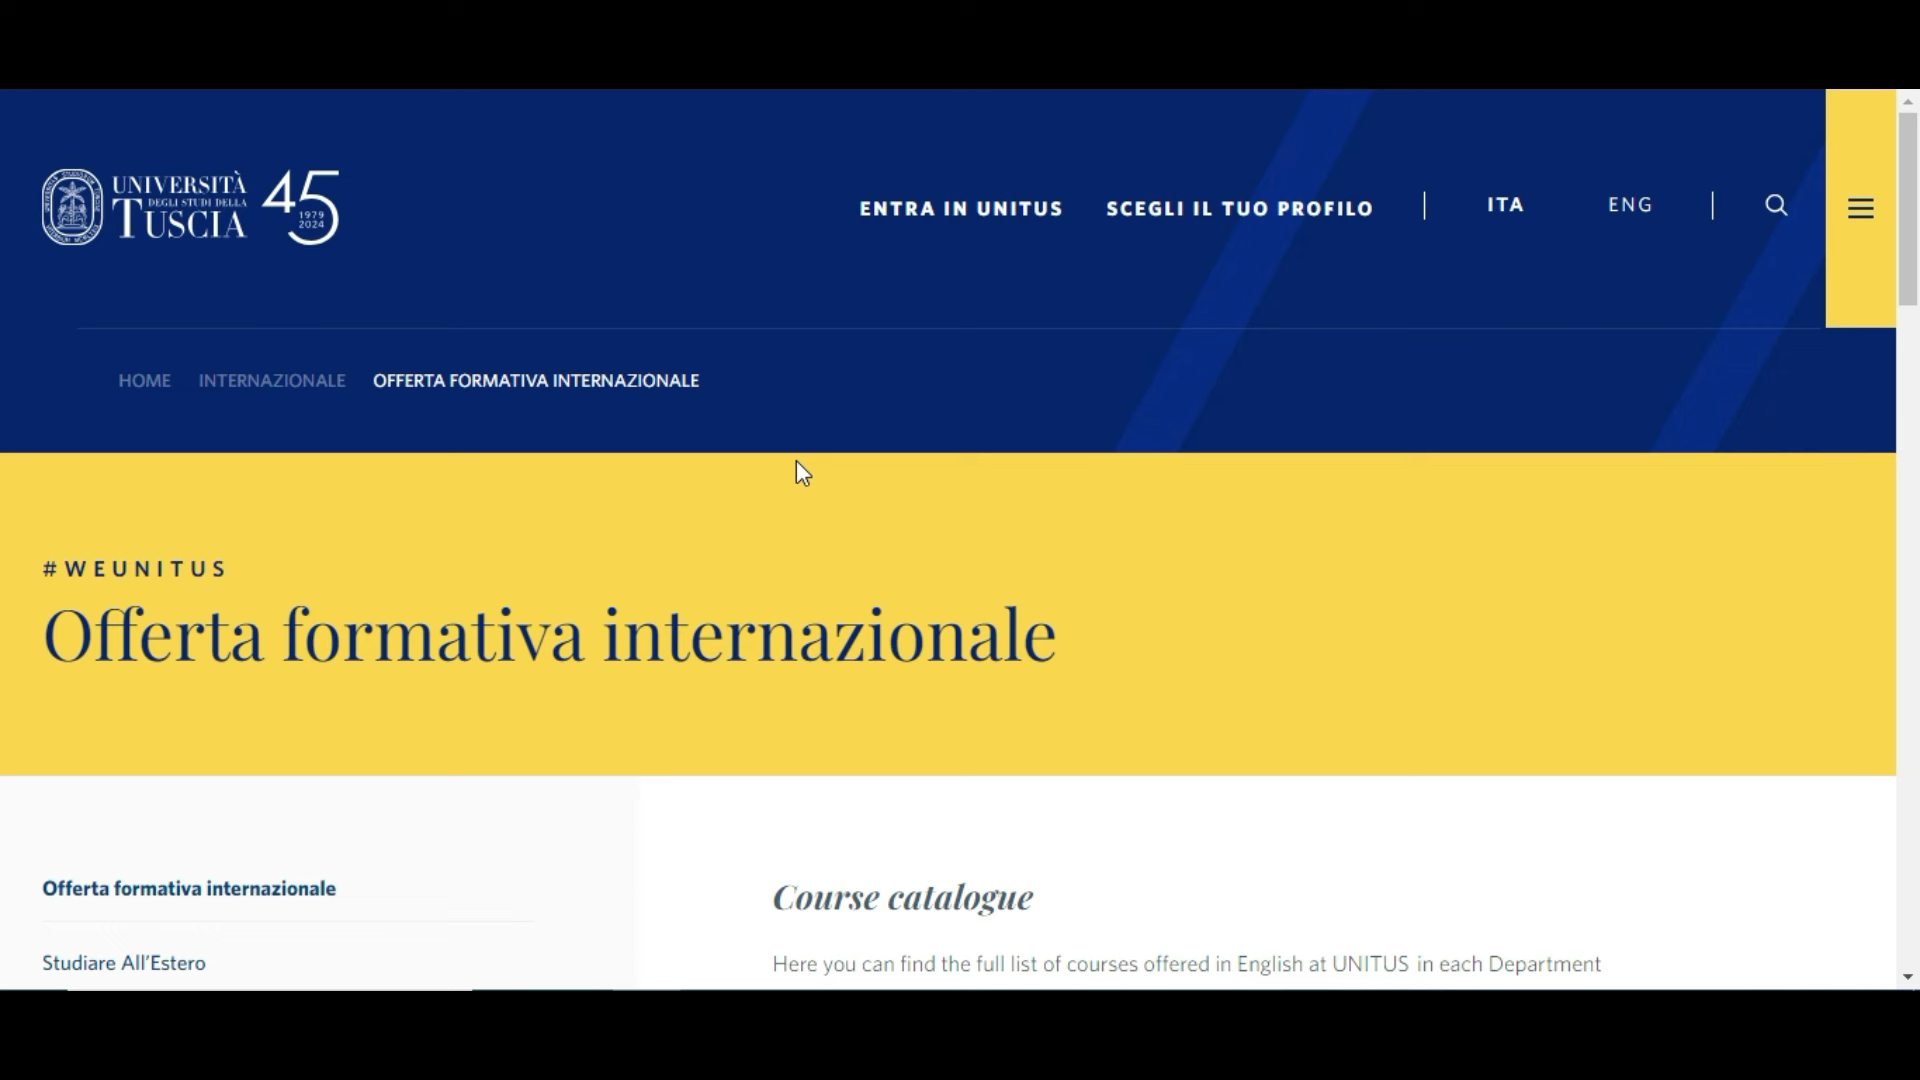 UNIVERSITÀ
DEGLI STUDI DELLA
TUSCIA
45
1979
2024
ENTRA IN UNITUS
SCEGLI IL TUO PROFILO
ITA
ENG
HOME
INTERNAZIONALE
OFFERTA FORMATIVA INTERNAZIONALE
#WEUNITUS
Offerta formativa internazionale
Offerta formativa internazionale
Studiare All'Estero
Course catalogue
Here you can find the full list of courses offered in English at UNITUS in each Department